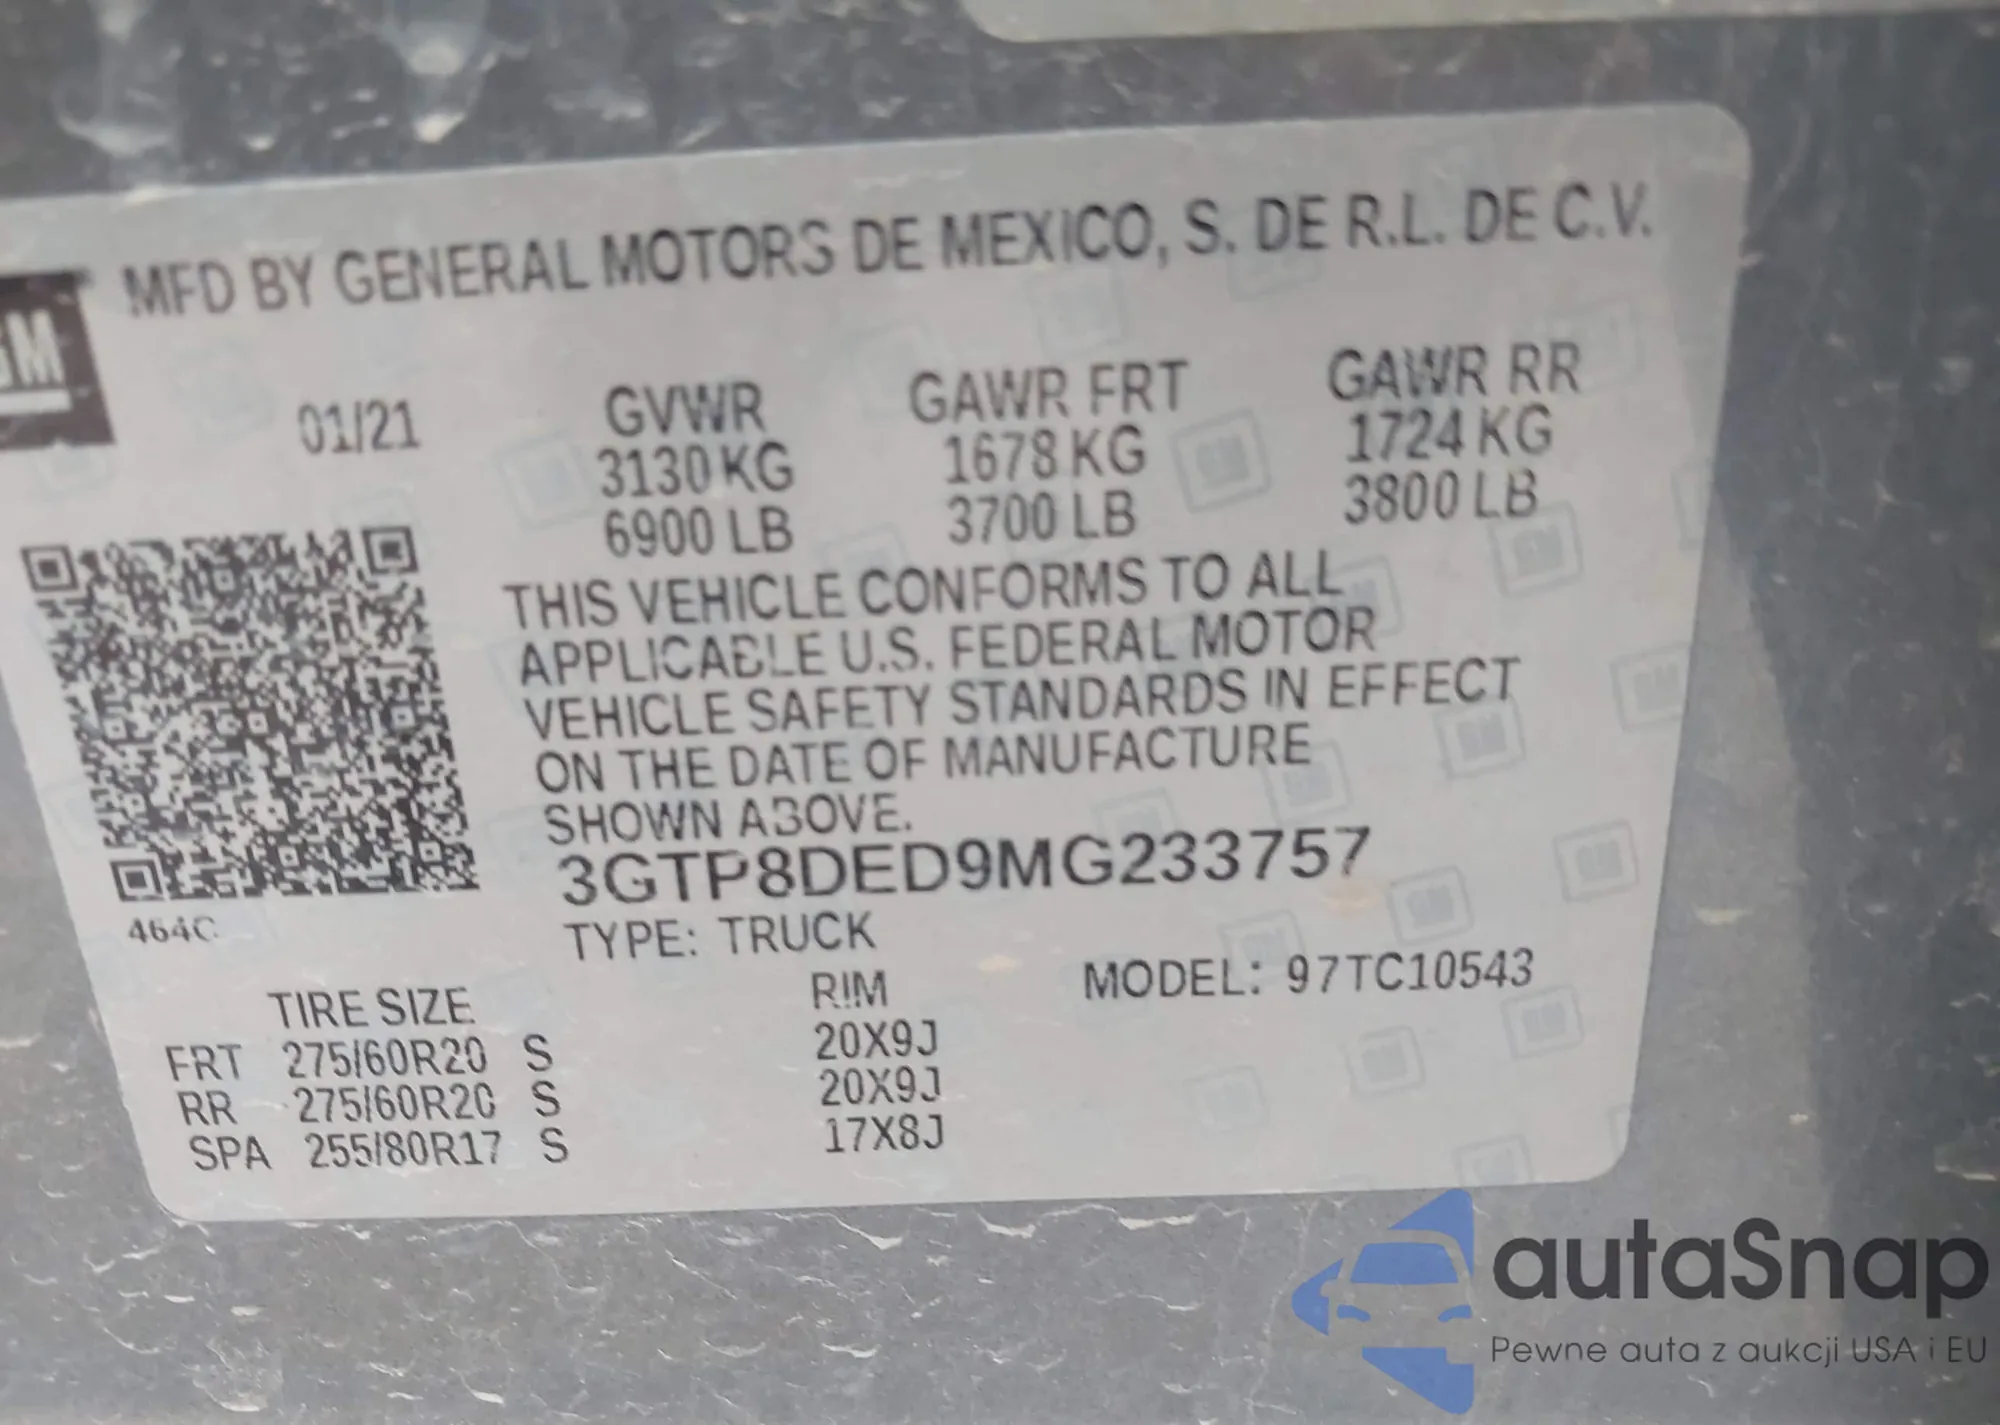 GM
MFD BY GENERAL MOTORS DE MEXICO, S. DE R.L. DE C.V.
01/21 GVWR GAWR FRT GAWR RR
3130 KG 1678 KG 1724 KG
6900 LB 3700 LB 3800 LB
THIS VEHICLE CONFORMS TO ALL
APPLICABLE U.S. FEDERAL MOTOR
VEHICLE SAFETY STANDARDS IN EFFECT
ON THE DATE OF MANUFACTURE
SHOWN ABOVE.
3GTP8DED9MG233757
464C
TYPE: TRUCK
MODEL: 97TC10543
TIRE SIZE RIM
FRT 275/60R20 S 20X9J
RR 275/60R20 S 20X9J
SPA 255/80R17 S 17X8J
autaSnap
Pewne auta z aukcji USA i EU